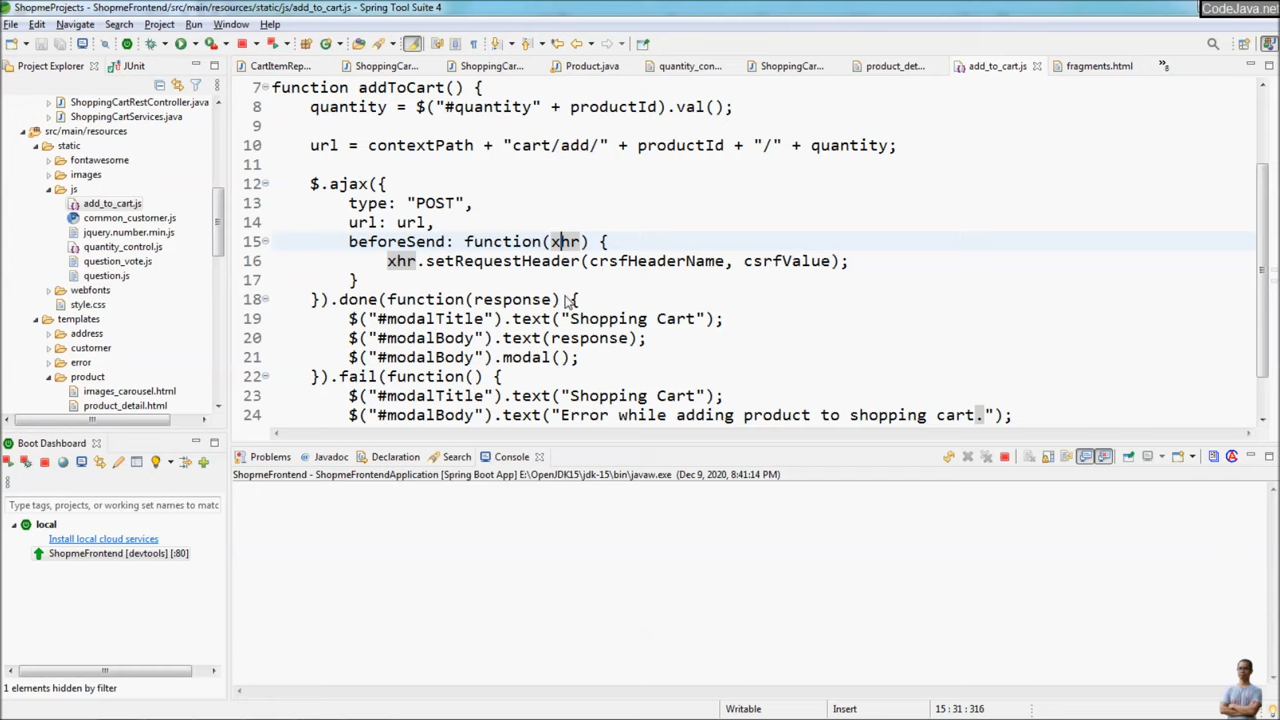 ShopmeProjects - ShopmeFrontend/src/main/resources/static/js/add_to_cart.js - Spring Tool Suite 4
CodeJava.net
File Edit Navigate Search Project Run Window Help
Project Explorer JUnit
CartItemRep... ShoppingCar... ShoppingCar... Product.java quantity_con... ShoppingCar... product_det... add_to_cart.js fragments.html »8
ShoppingCartRestController.java
ShoppingCartServices.java
src/main/resources
static
fontawesome
images
js
add_to_cart.js
common_customer.js
jquery.number.min.js
quantity_control.js
question_vote.js
question.js
webfonts
style.css
templates
address
customer
error
product
images_carousel.html
product_detail.html
7 function addToCart() {
8 quantity = $("#quantity" + productId).val();
9
10 url = contextPath + "cart/add/" + productId + "/" + quantity;
11
12 $.ajax({
13 type: "POST",
14 url: url,
15 beforeSend: function(xhr) {
16 xhr.setRequestHeader(crsfHeaderName, csrfValue);
17 }
18 }).done(function(response) {
19 $("#modalTitle").text("Shopping Cart");
20 $("#modalBody").text(response);
21 $("#modalBody").modal();
22 }).fail(function() {
23 $("#modalTitle").text("Shopping Cart");
24 $("#modalBody").text("Error while adding product to shopping cart.");
Boot Dashboard
Type tags, projects, or working set names to matc
local
Install local cloud services
ShopmeFrontend [devtools] [:80]
1 elements hidden by filter
Problems Javadoc Declaration Search Console
ShopmeFrontend - ShopmeFrontendApplication [Spring Boot App] E:\OpenJDK15\jdk-15\bin\javaw.exe (Dec 9, 2020, 8:41:14 PM)
Writable Insert 15 : 31 : 316